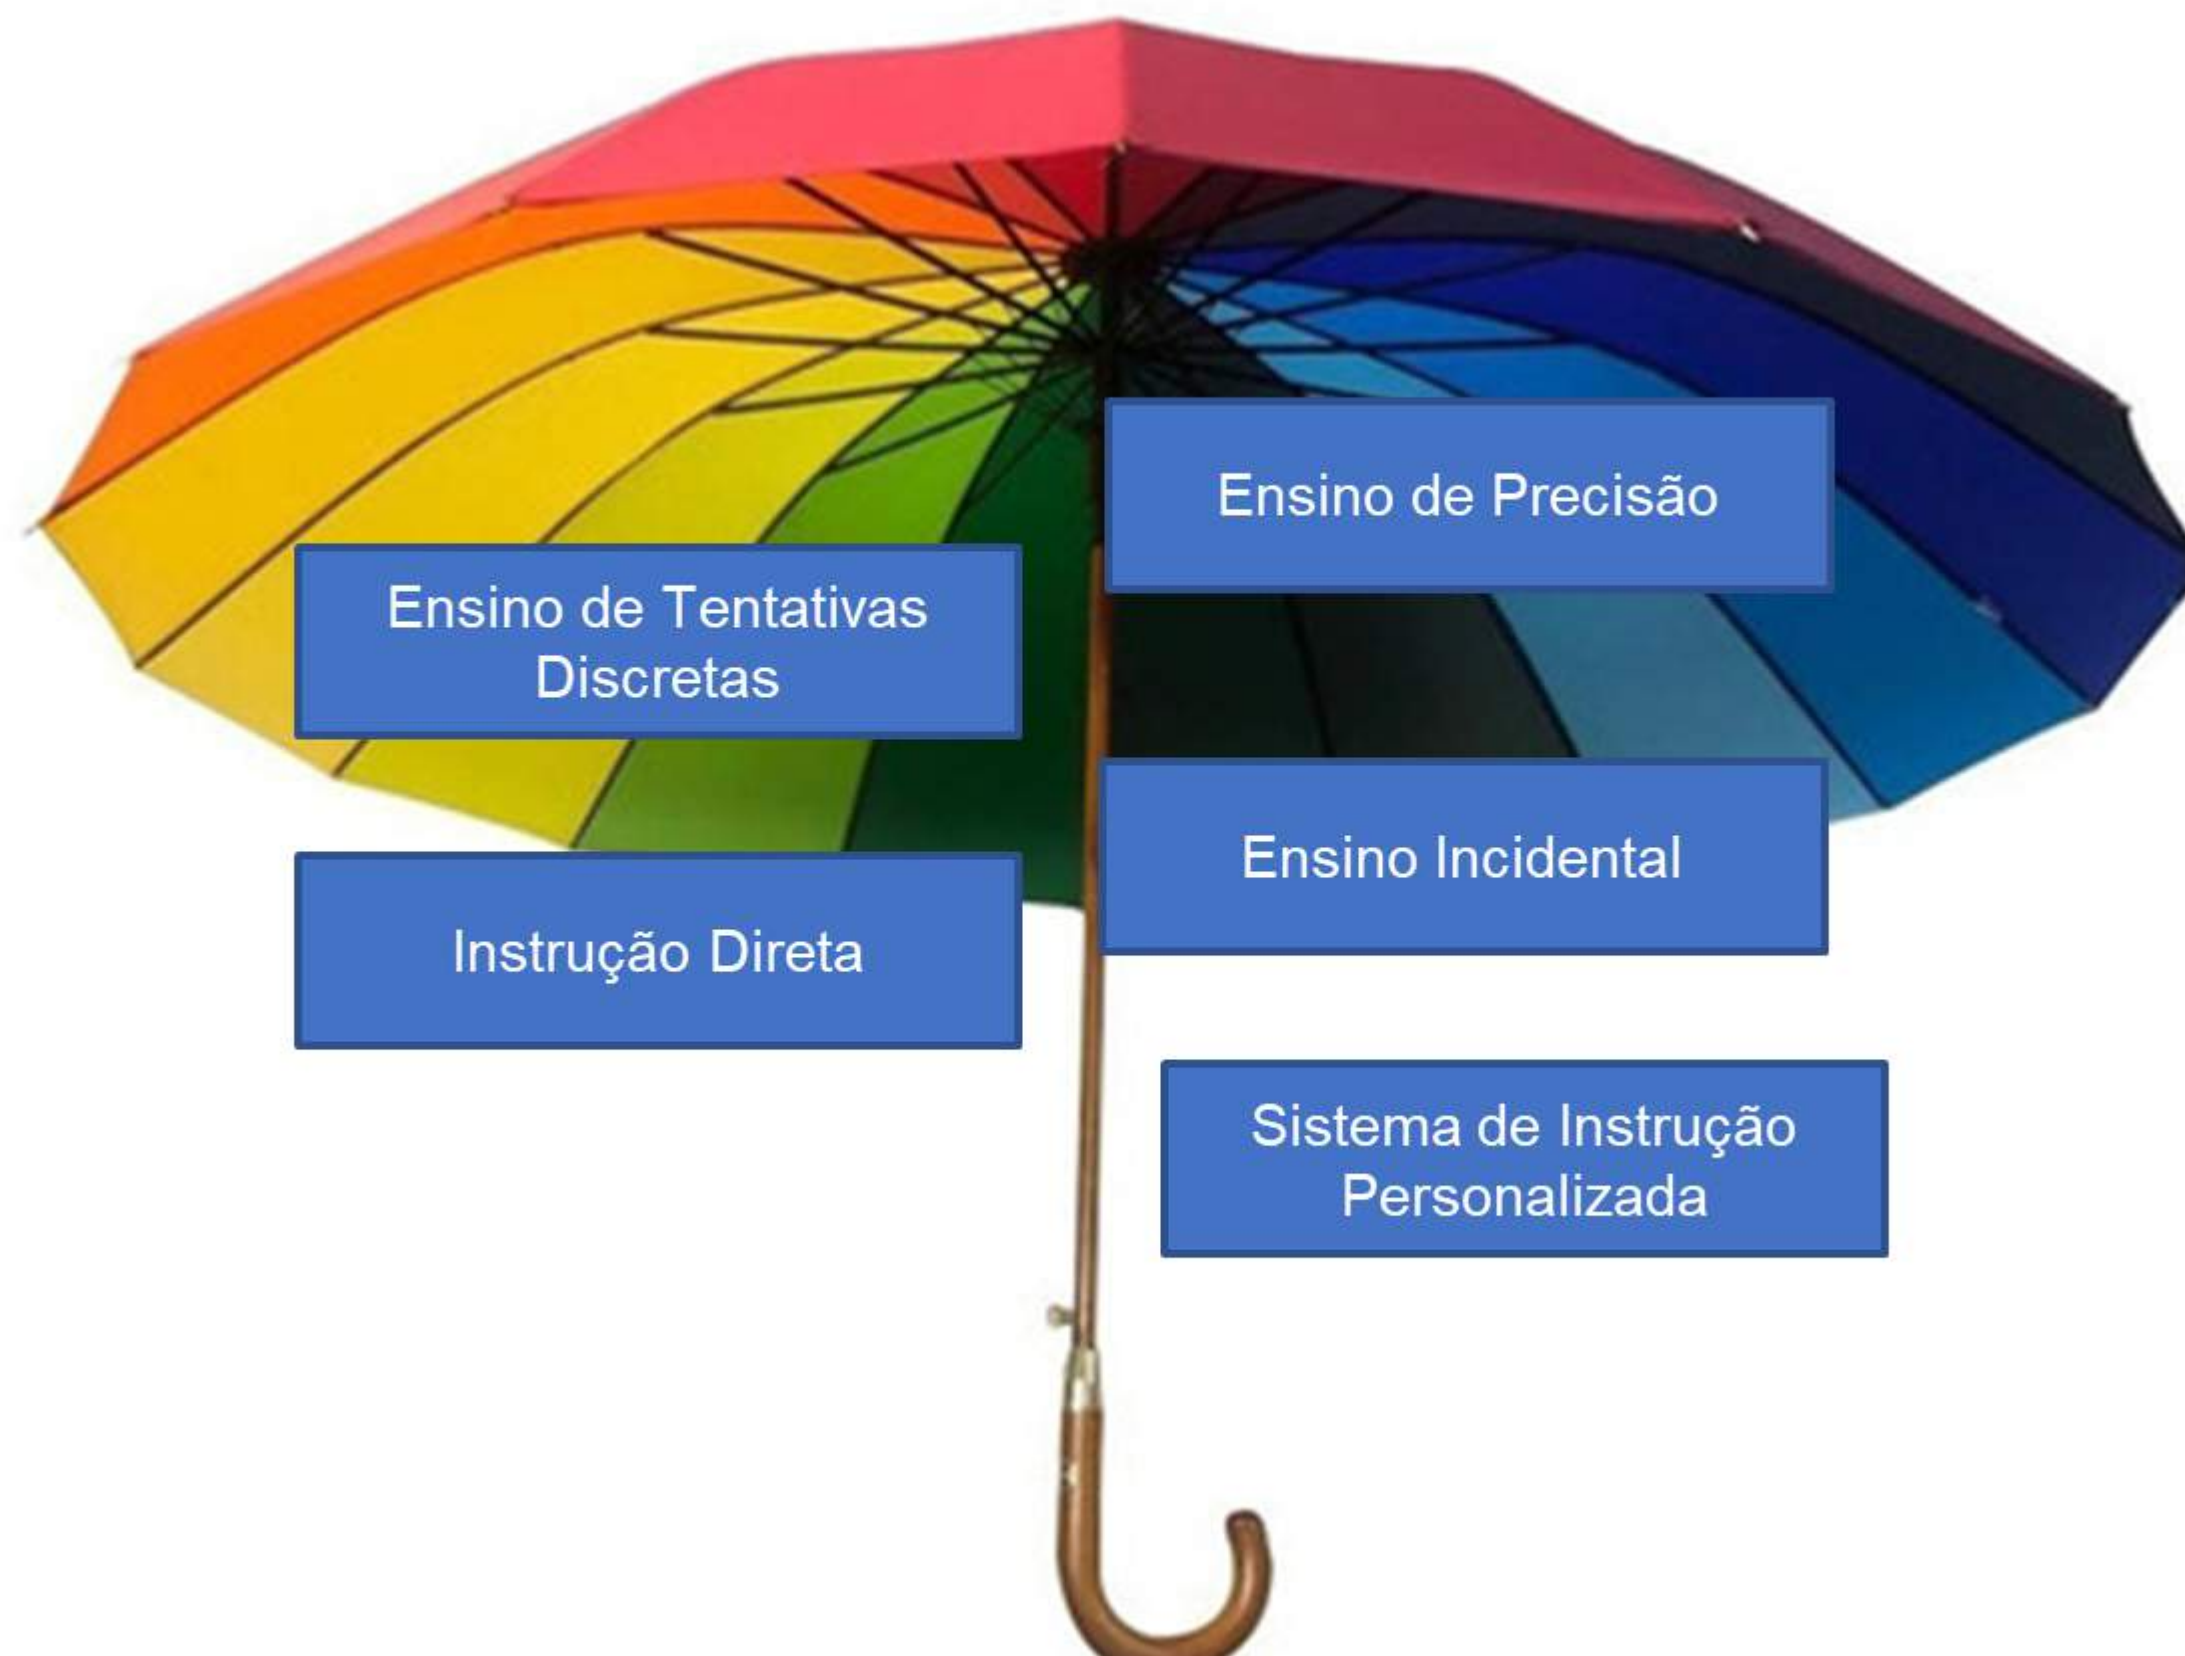 Ensino de Precisão
Ensino de Tentativas
Discretas
Ensino Incidental
Instrução Direta
Sistema de Instrução
Personalizada